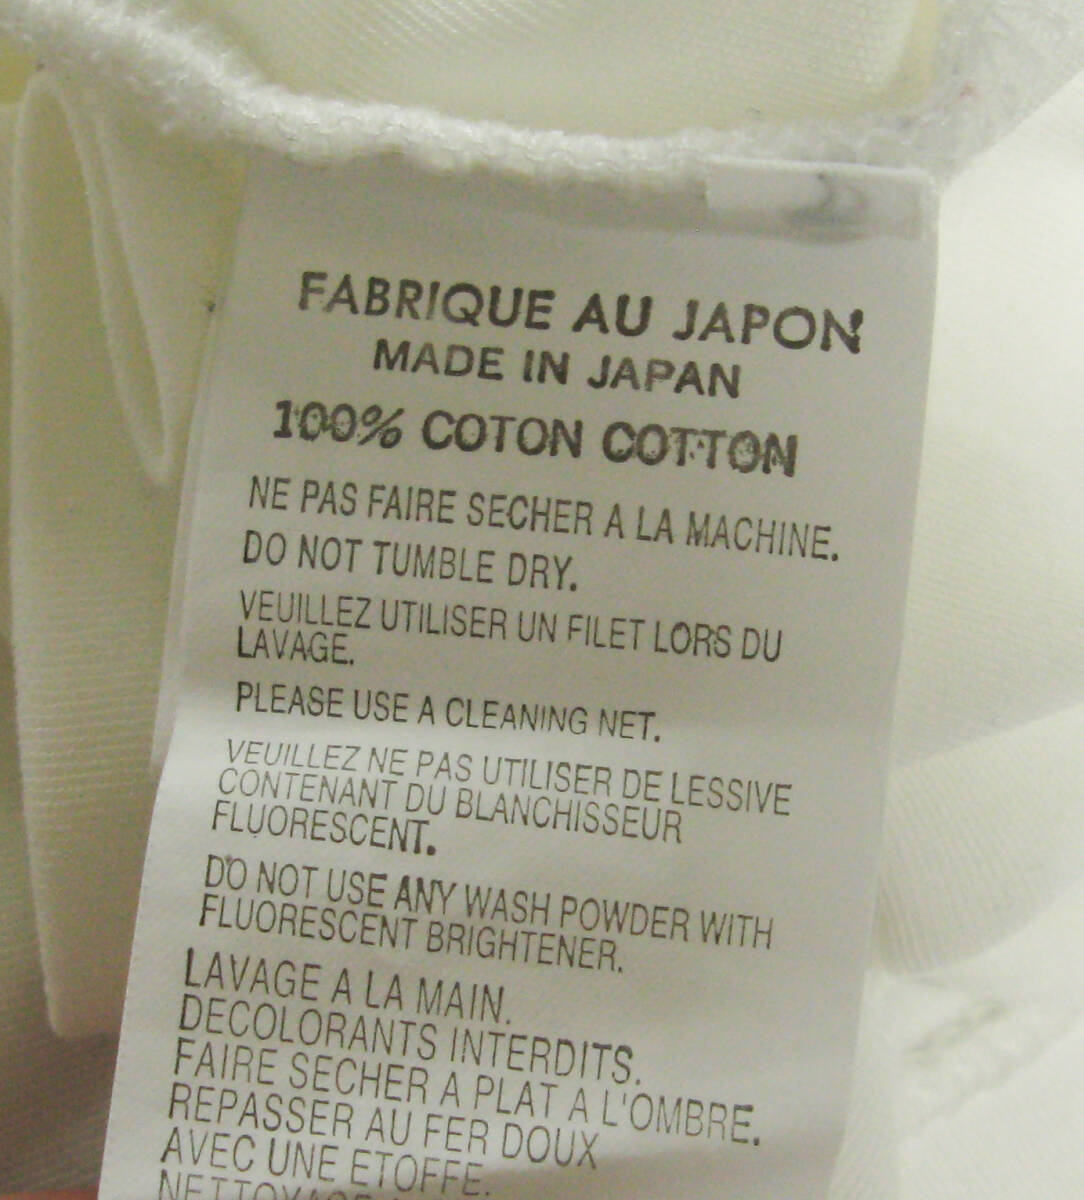 FABRIQUE AU JAPON
MADE IN JAPAN
100% COTON COTTON
NE PAS FAIRE SECHER A LA MACHINE.
DO NOT TUMBLE DRY.
VEUILLEZ UTILISER UN FILET LORS DU
LAVAGE.
PLEASE USE A CLEANING NET.
VEUILLEZ NE PAS UTILISER DE LESSIVE
CONTENANT DU BLANCHISSEUR
FLUORESCENT.
DO NOT USE ANY WASH POWDER WITH
FLUORESCENT BRIGHTENER.
LAVAGE A LA MAIN.
DECOLORANTS INTERDITS.
FAIRE SECHER A PLAT A L'OMBRE.
REPASSER AU FER DOUX
AVEC UNE ETOFFE.
NETTOYAGE